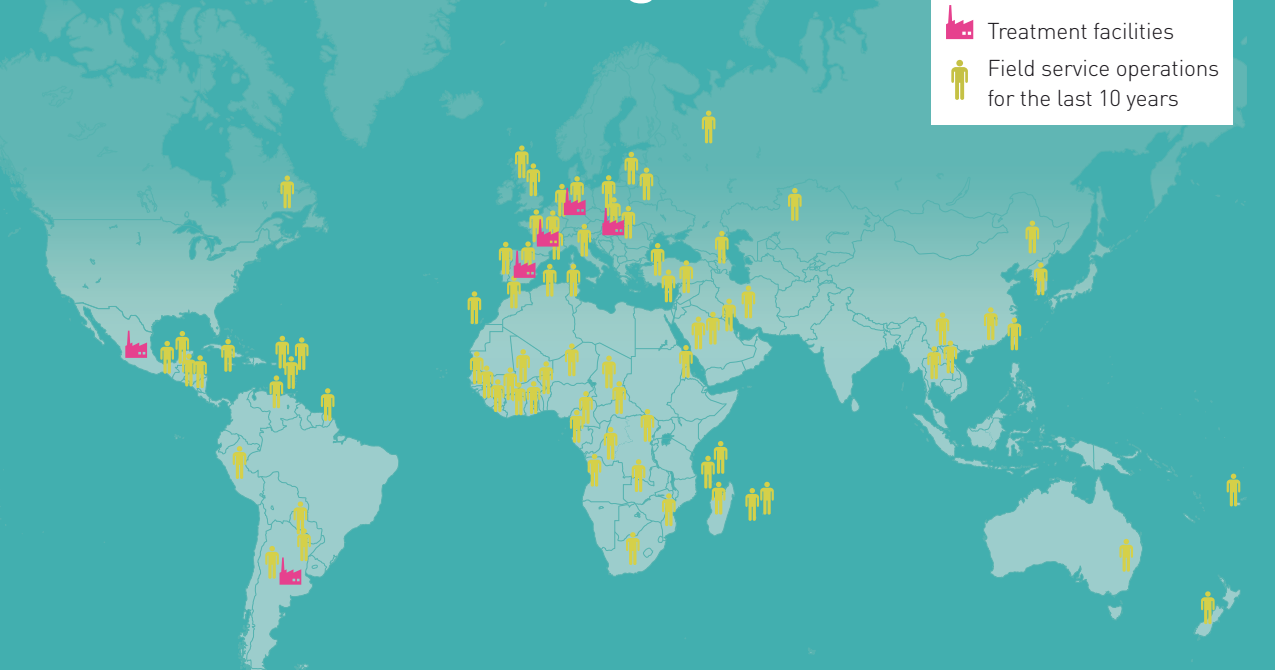 Treatment facilities
Field service operations
for the last 10 years